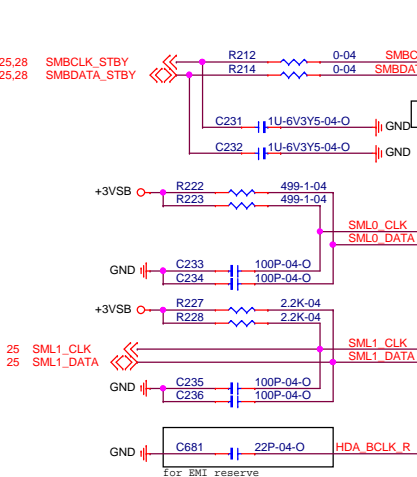 25,28 SMBCLK_STBY R212 0-04 SMBC
25,28 SMBDATA_STBY R214 0-04 SMBDA
C231 1U-6V3Y5-04-O GND
C232 1U-6V3Y5-04-O GND
+3VSB R222 499-1-04
R223 499-1-04
SML0_CLK
SML0_DATA
GND C233 100P-04-O
C234 100P-04-O
+3VSB R227 2.2K-04
R228 2.2K-04
25 SML1_CLK SML1_CLK
25 SML1_DATA SML1_DATA
GND C235 100P-04-O
C236 100P-04-O
GND C681 22P-04-O HDA_BCLK_R
for EMI reserve